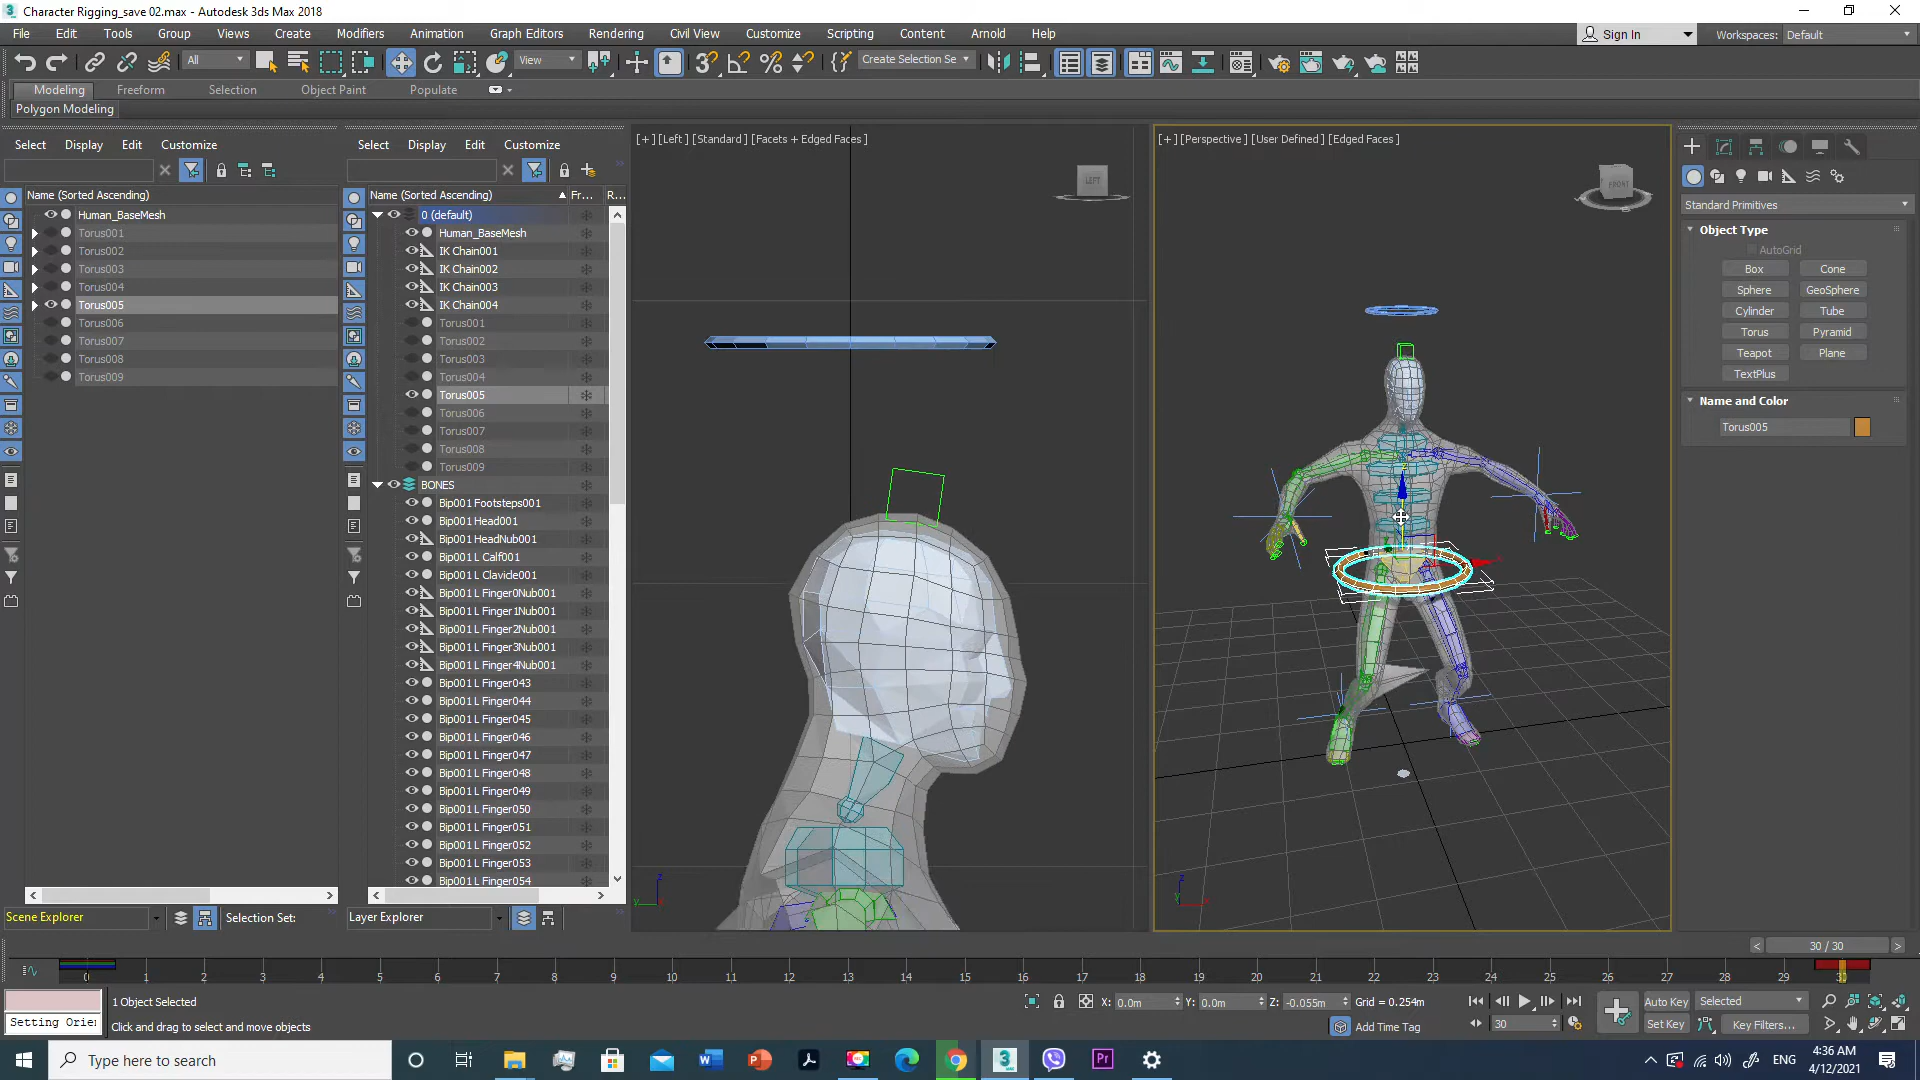 Character Rigging_save 02.max - Autodesk 3ds Max 2018
File Edit Tools Group Views Create Modifiers Animation Graph Editors Rendering Civil View Customize Scripting Content Arnold Help
Sign In
Workspaces: Default
All
View
Create Selection Se
Modeling Freeform Selection Object Paint Populate
Polygon Modeling
Select Display Edit Customize
Name (Sorted Ascending)
Human_BaseMesh
Torus001
Torus002
Torus003
Torus004
Torus005
Torus006
Torus007
Torus008
Torus009
Scene Explorer
Selection Set:
Select Display Edit Customize
Name (Sorted Ascending) Fr... R...
0 (default)
Human_BaseMesh
IK Chain001
IK Chain002
IK Chain003
IK Chain004
Torus001
Torus002
Torus003
Torus004
Torus005
Torus006
Torus007
Torus008
Torus009
BONES
Bip001 Footsteps001
Bip001 Head001
Bip001 HeadNub001
Bip001 L Calf001
Bip001 L Clavicle001
Bip001 L Finger0Nub001
Bip001 L Finger1Nub001
Bip001 L Finger2Nub001
Bip001 L Finger3Nub001
Bip001 L Finger4Nub001
Bip001 L Finger043
Bip001 L Finger044
Bip001 L Finger045
Bip001 L Finger046
Bip001 L Finger047
Bip001 L Finger048
Bip001 L Finger049
Bip001 L Finger050
Bip001 L Finger051
Bip001 L Finger052
Bip001 L Finger053
Bip001 L Finger054
Layer Explorer
[+] [Left] [Standard] [Facets + Edged Faces]
LEFT
[+] [Perspective] [User Defined] [Edged Faces]
FRONT
Standard Primitives
Object Type
AutoGrid
Box Cone
Sphere GeoSphere
Cylinder Tube
Torus Pyramid
Teapot Plane
TextPlus
Name and Color
Torus005
30 / 30
0 1 2 3 4 5 6 7 8 9 10 11 12 13 14 15 16 17 18 19 20 21 22 23 24 25 26 27 28 29 30
1 Object Selected
Click and drag to select and move objects
Setting Orier
X: 0.0m Y: 0.0m Z: -0.055m Grid = 0.254m
Add Time Tag
30
Auto Key Selected
Set Key Key Filters...
Type here to search
ENG
4:36 AM
4/12/2021